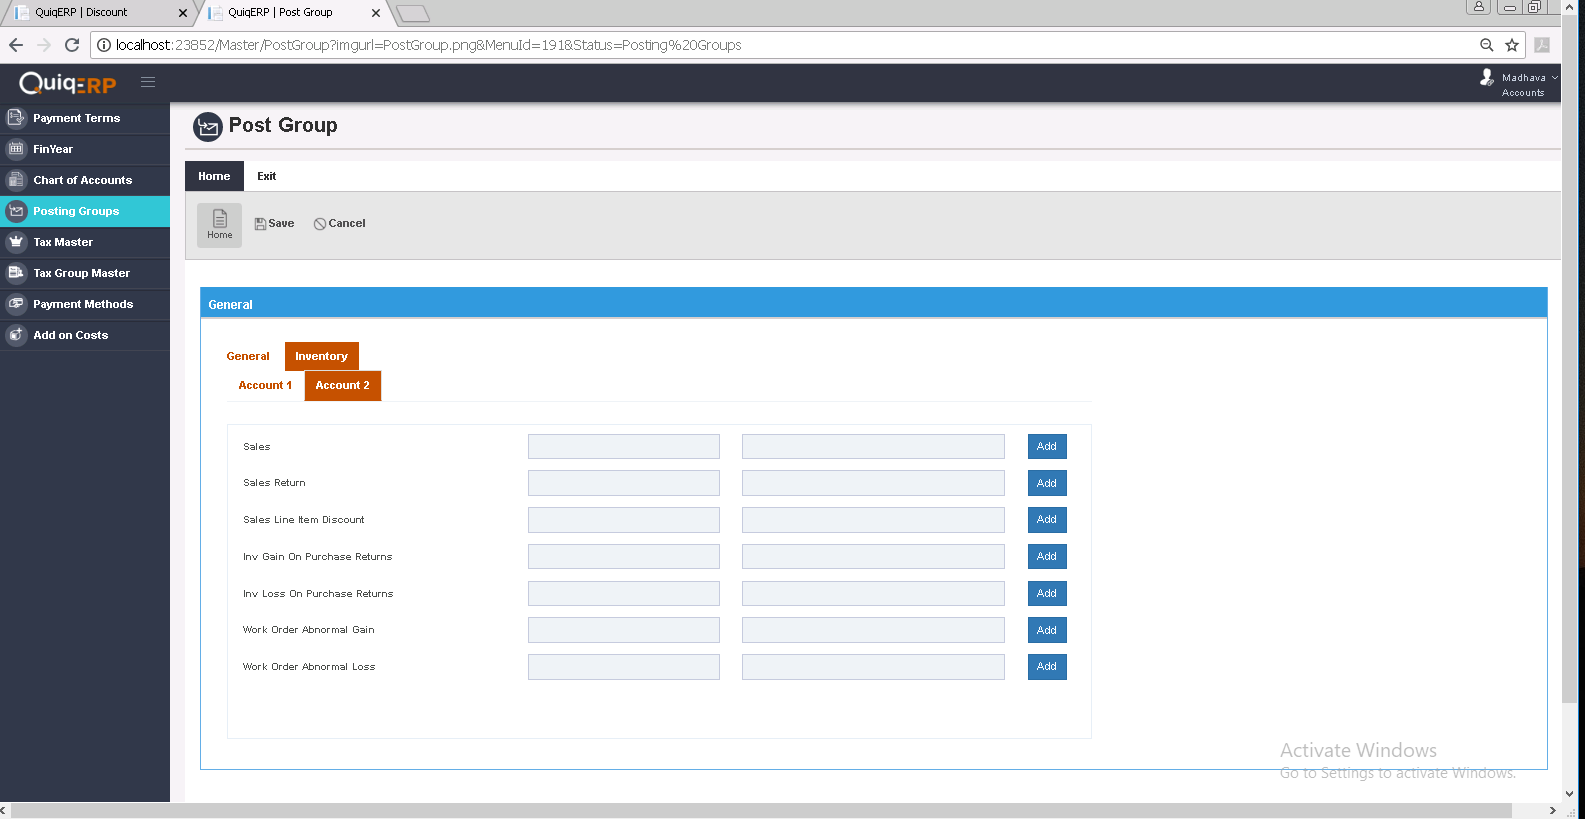 QuiqERP | Discount
QuiqERP | Post Group
localhost:23852/Master/PostGroup?imgurl=PostGroup.png&MenuId=191&Status=Posting%20Groups
QuiqERP
Madhava
Accounts
Payment Terms
FinYear
Chart of Accounts
Posting Groups
Tax Master
Tax Group Master
Payment Methods
Add on Costs
Post Group
Home Exit
Home
Save
Cancel
General
General Inventory
Account 1 Account 2
Sales Add
Sales Return Add
Sales Line Item Discount Add
Inv Gain On Purchase Returns Add
Inv Loss On Purchase Returns Add
Work Order Abnormal Gain Add
Work Order Abnormal Loss Add
Activate Windows
Go to Settings to activate Windows.